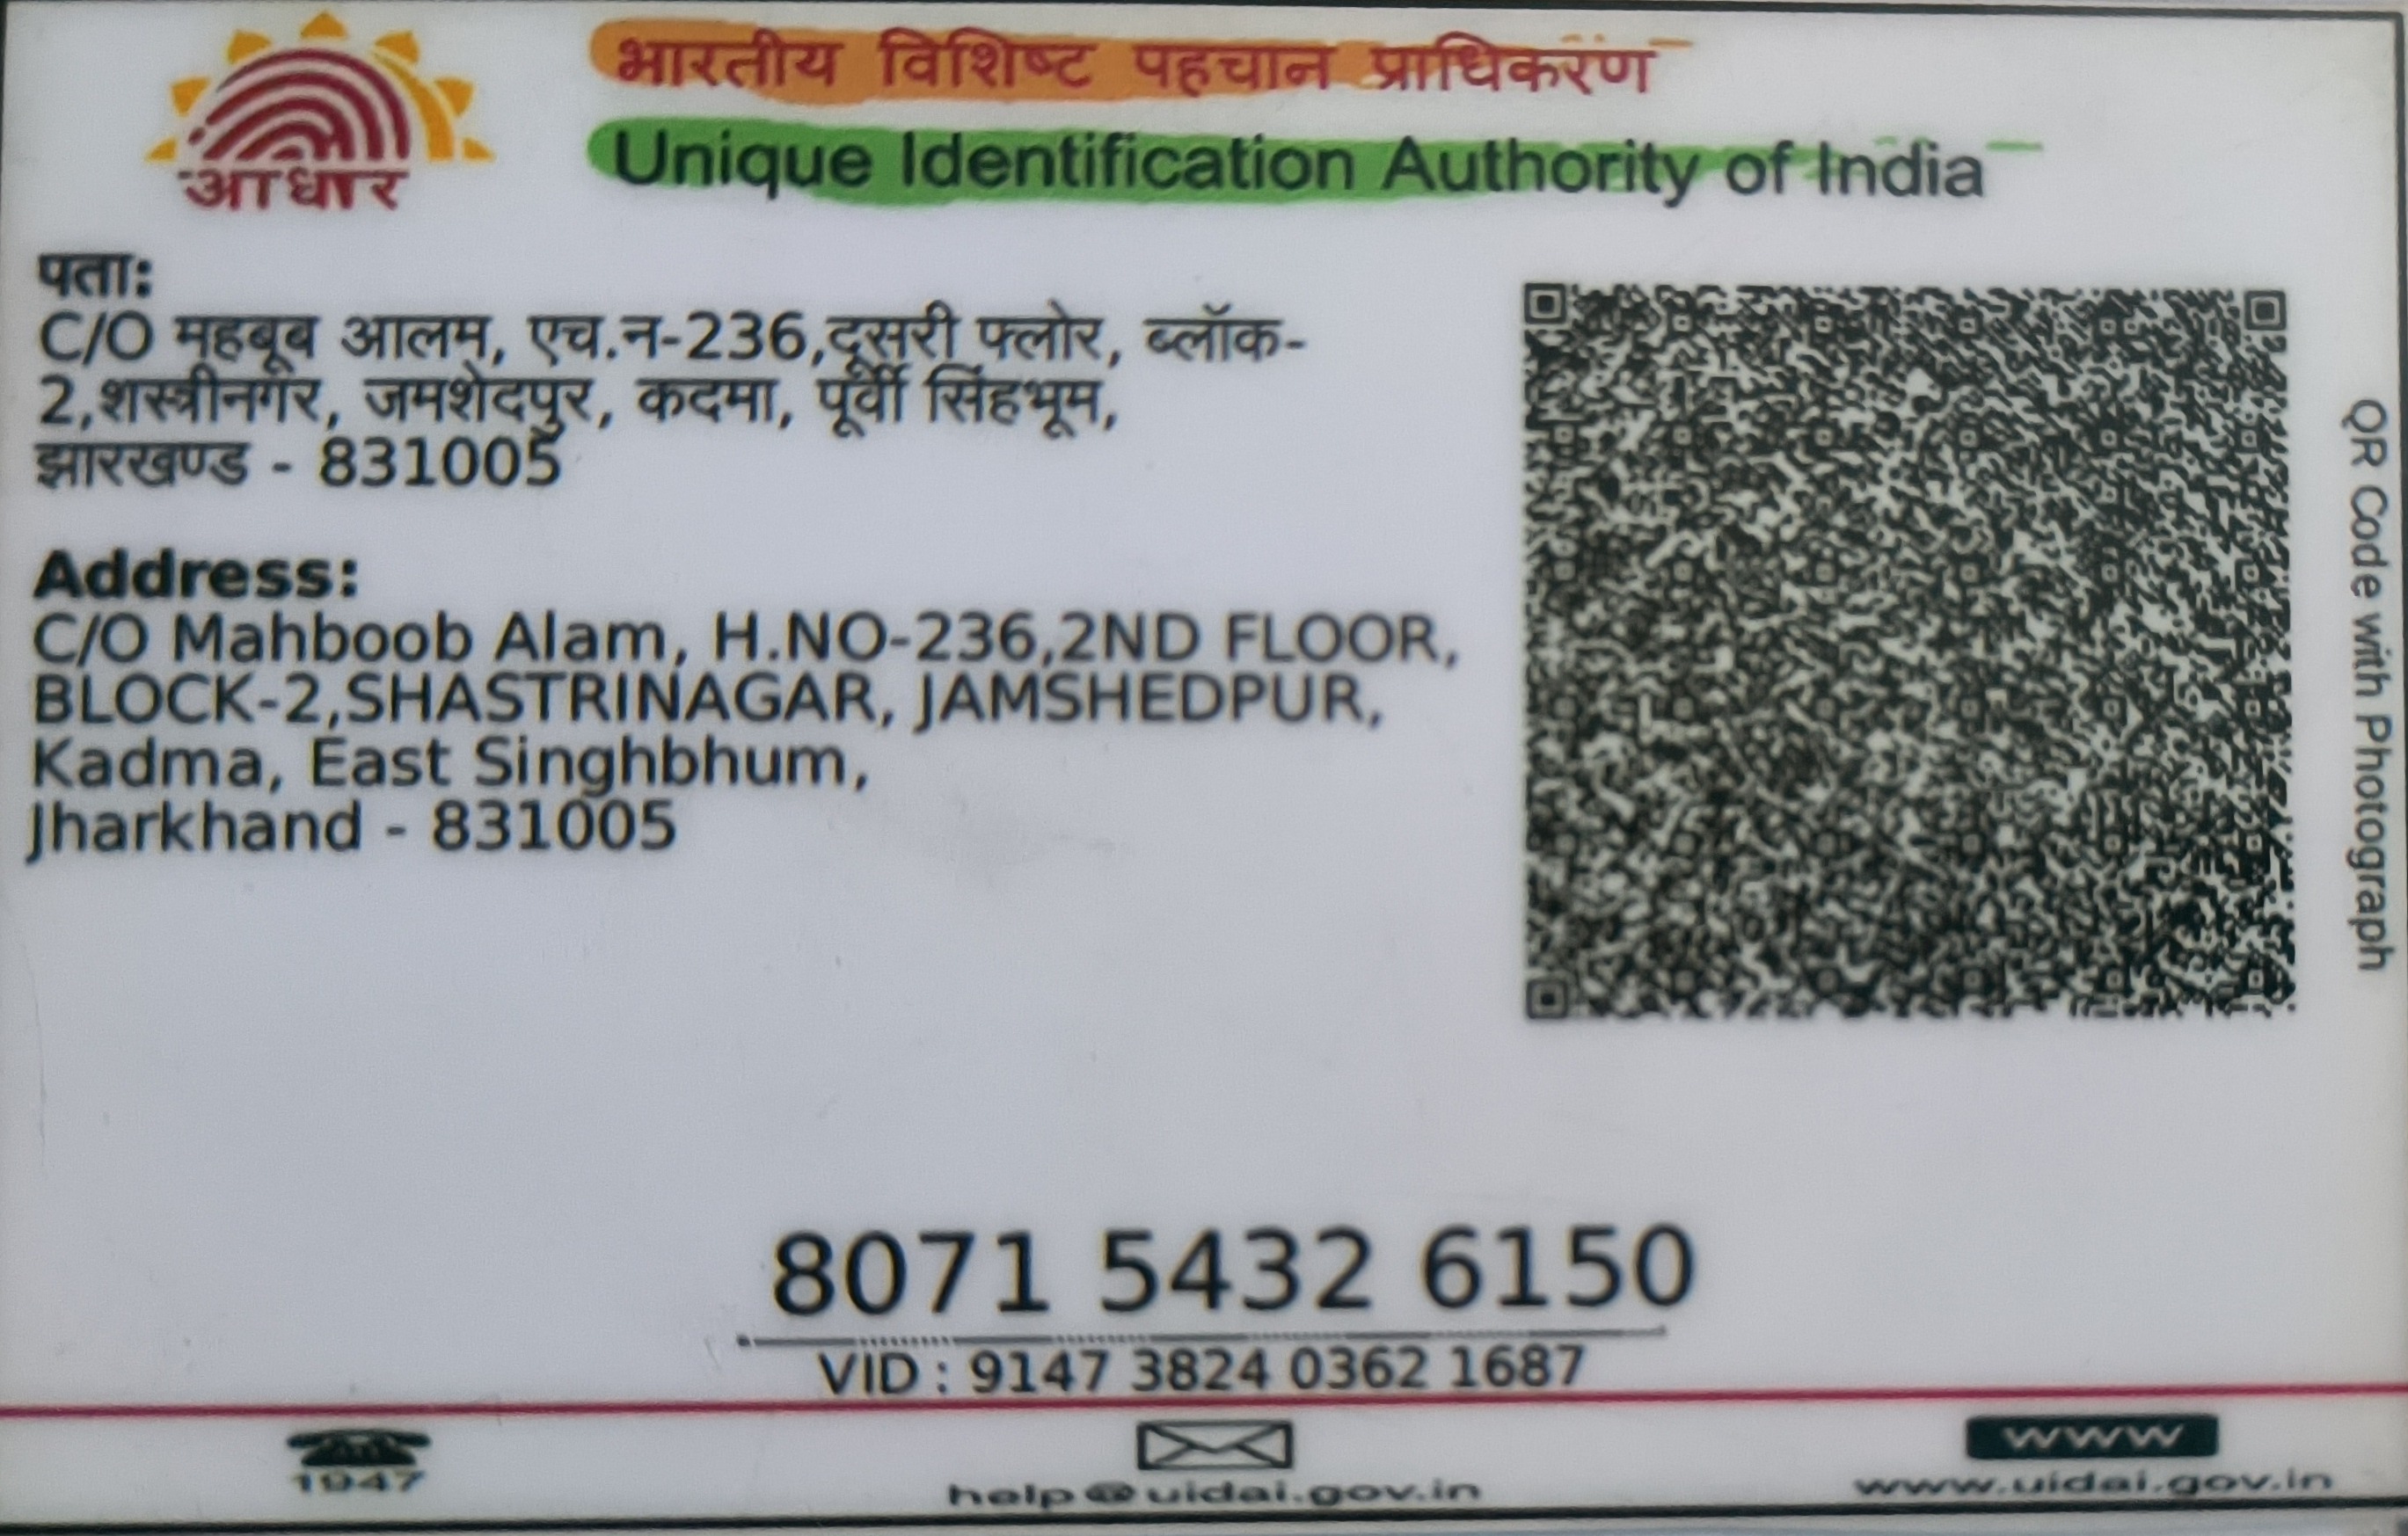 आधार
भारतीय विशिष्ट पहचान प्राधिकरण
Unique Identification Authority of India
पता:
C/O महबूब आलम, एच.न-236,दूसरी फ्लोर, ब्लॉक-
2,शस्त्रीनगर, जमशेदपुर, कदमा, पूर्वी सिंहभूम,
झारखण्ड - 831005
Address:
C/O Mahboob Alam, H.NO-236,2ND FLOOR,
BLOCK-2,SHASTRINAGAR, JAMSHEDPUR,
Kadma, East Singhbhum,
Jharkhand - 831005
QR Code with Photograph
8071 5432 6150
VID : 9147 3824 0362 1687
1947
help@uidai.gov.in
www
www.uidai.gov.in